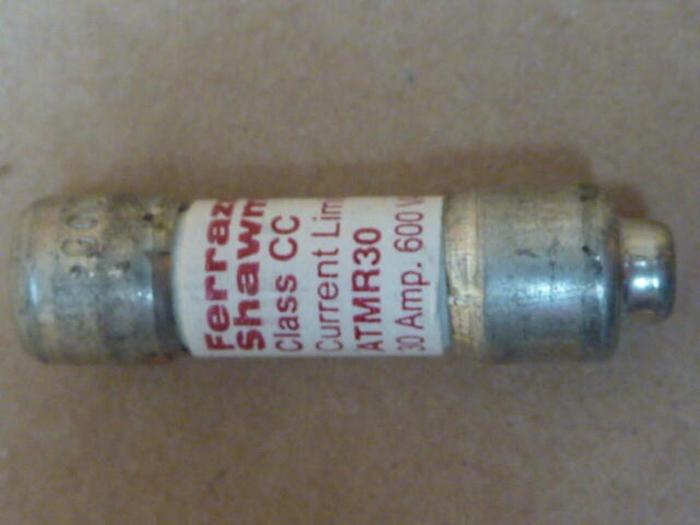 Ferraz
Shawm
Class CC
Current Lim
ATMR30
30 Amp. 600 V